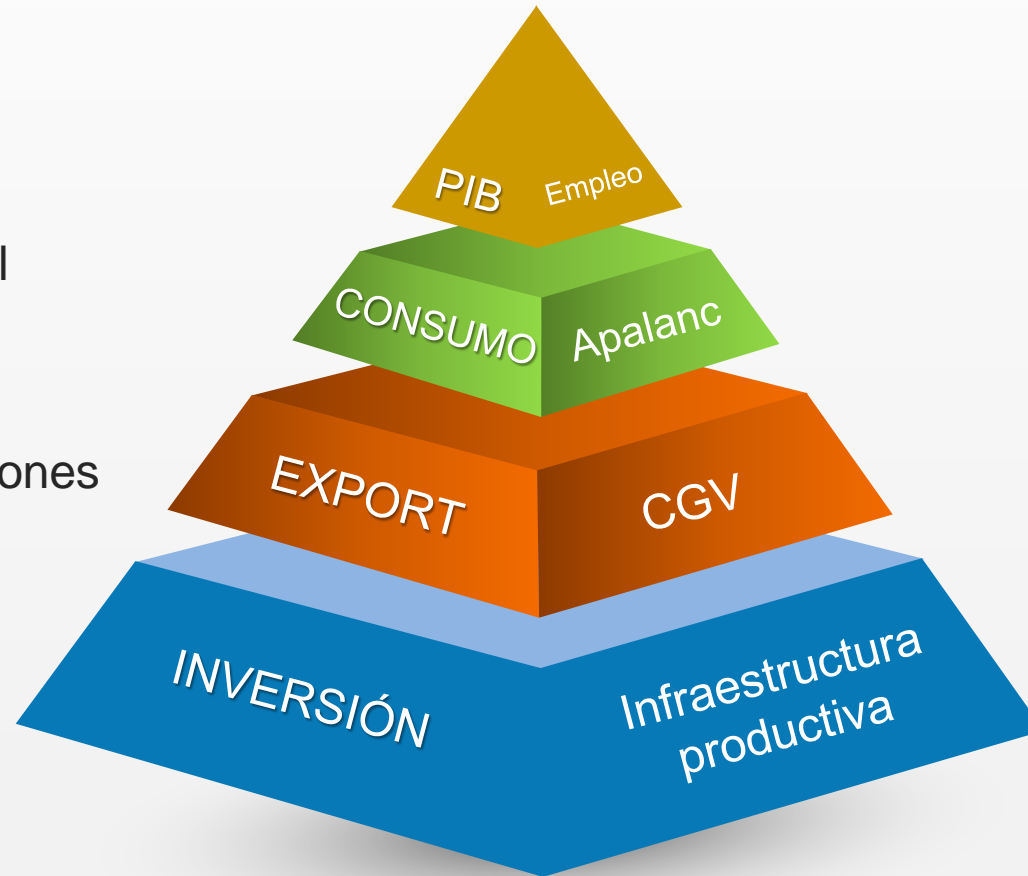 PIB
Empleo
l
CONSUMO
Apalanc
ones
EXPORT
CGV
INVERSIÓN
Infraestructura
productiva